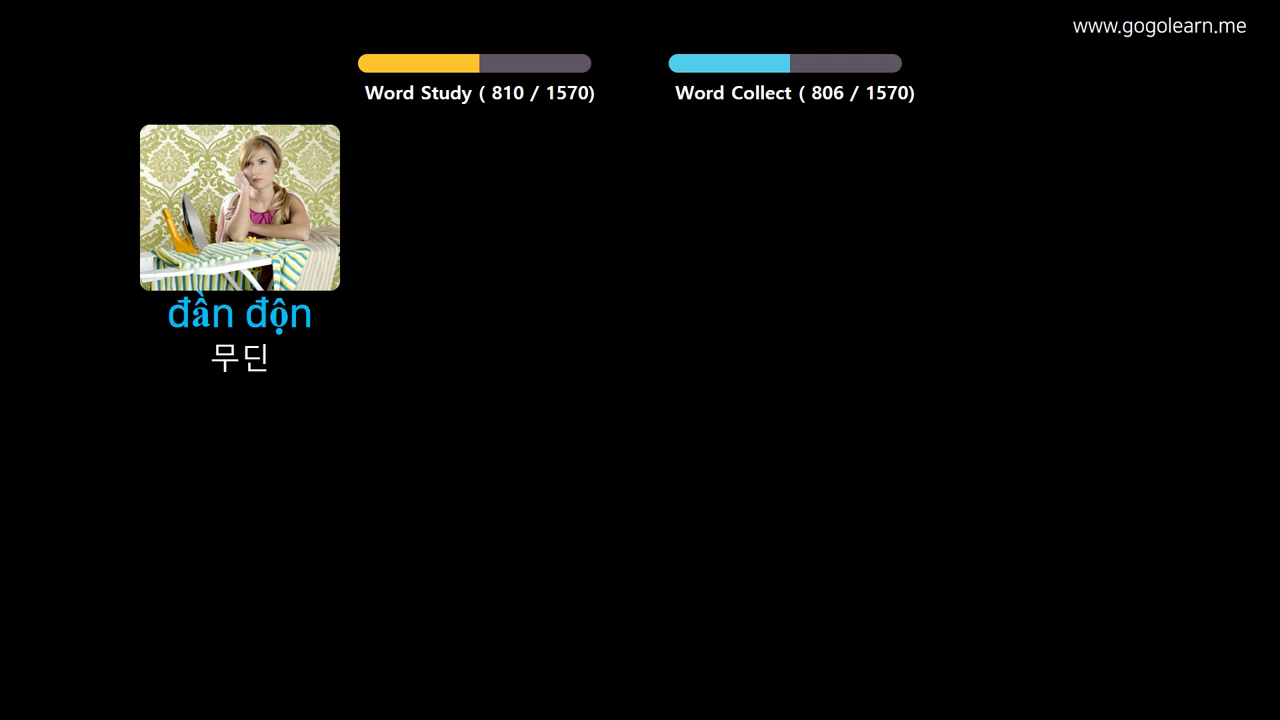 www.gogolearn.me
Word Study ( 810 / 1570)
Word Collect ( 806 / 1570)
đần độn
무딘